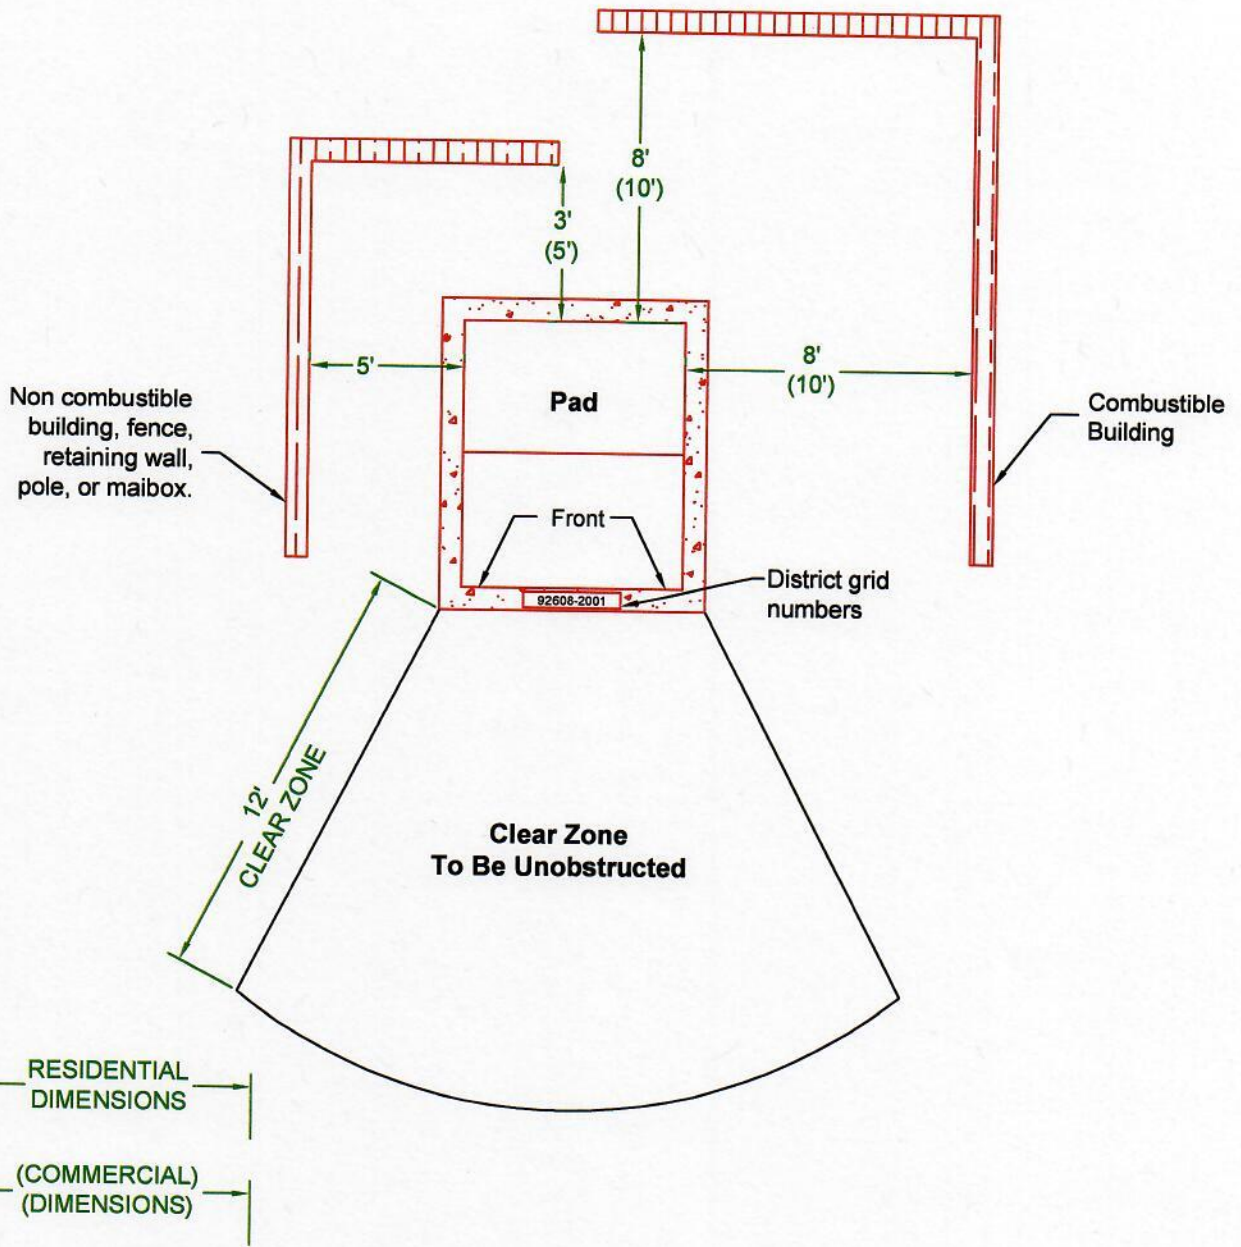 8'
(10')
3'
(5')
5'
8'
(10')
Pad
Non combustible
building, fence,
retaining wall,
pole, or maibox.
Combustible
Building
Front
District grid
numbers
92608-2001
12'
CLEAR ZONE
Clear Zone
To Be Unobstructed
RESIDENTIAL
DIMENSIONS
(COMMERCIAL)
(DIMENSIONS)